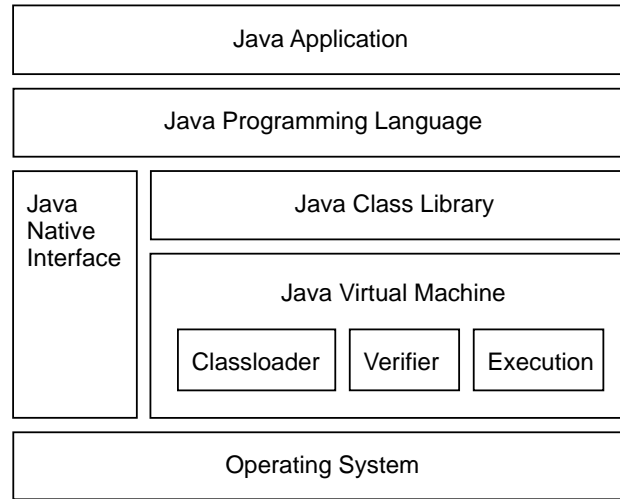 Java Application
Java Programming Language
Java
Native
Interface
Java Class Library
Java Virtual Machine
Classloader
Verifier
Execution
Operating System